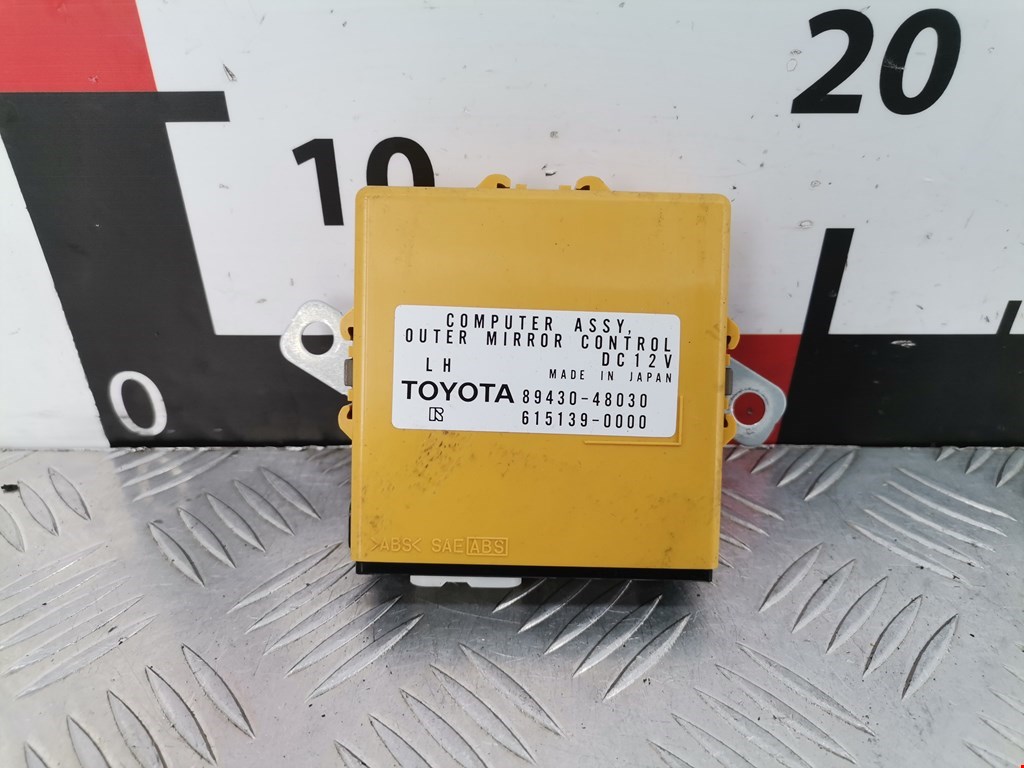 20
10
0
COMPUTER ASSY,
OUTER MIRROR CONTROL
DC12V
LH
MADE IN JAPAN
TOYOTA 89430-48030
R 615139-0000
>ABS< SAE ABS